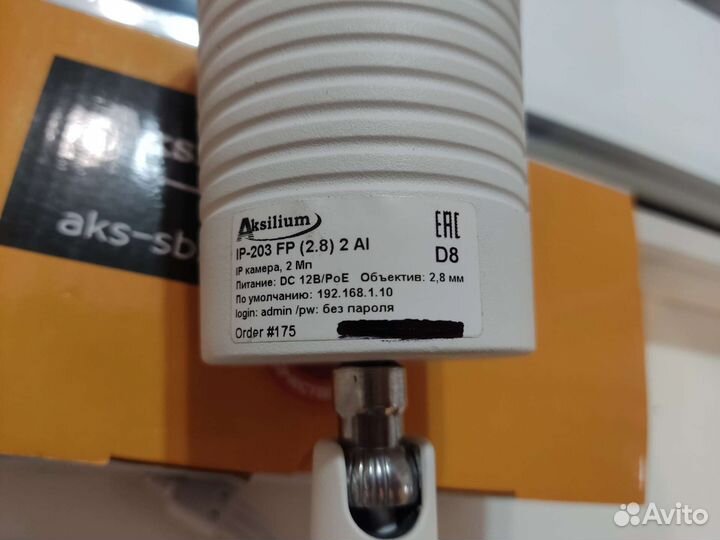 Aksilium
EAC
IP-203 FP (2.8) 2 AI
D8
IP камера, 2 Мп
Питание: DC 12В/PoE Объектив: 2,8 мм
По умолчанию: 192.168.1.10
login: admin /pw: без пароля
Order #175
aks-sb
Avito